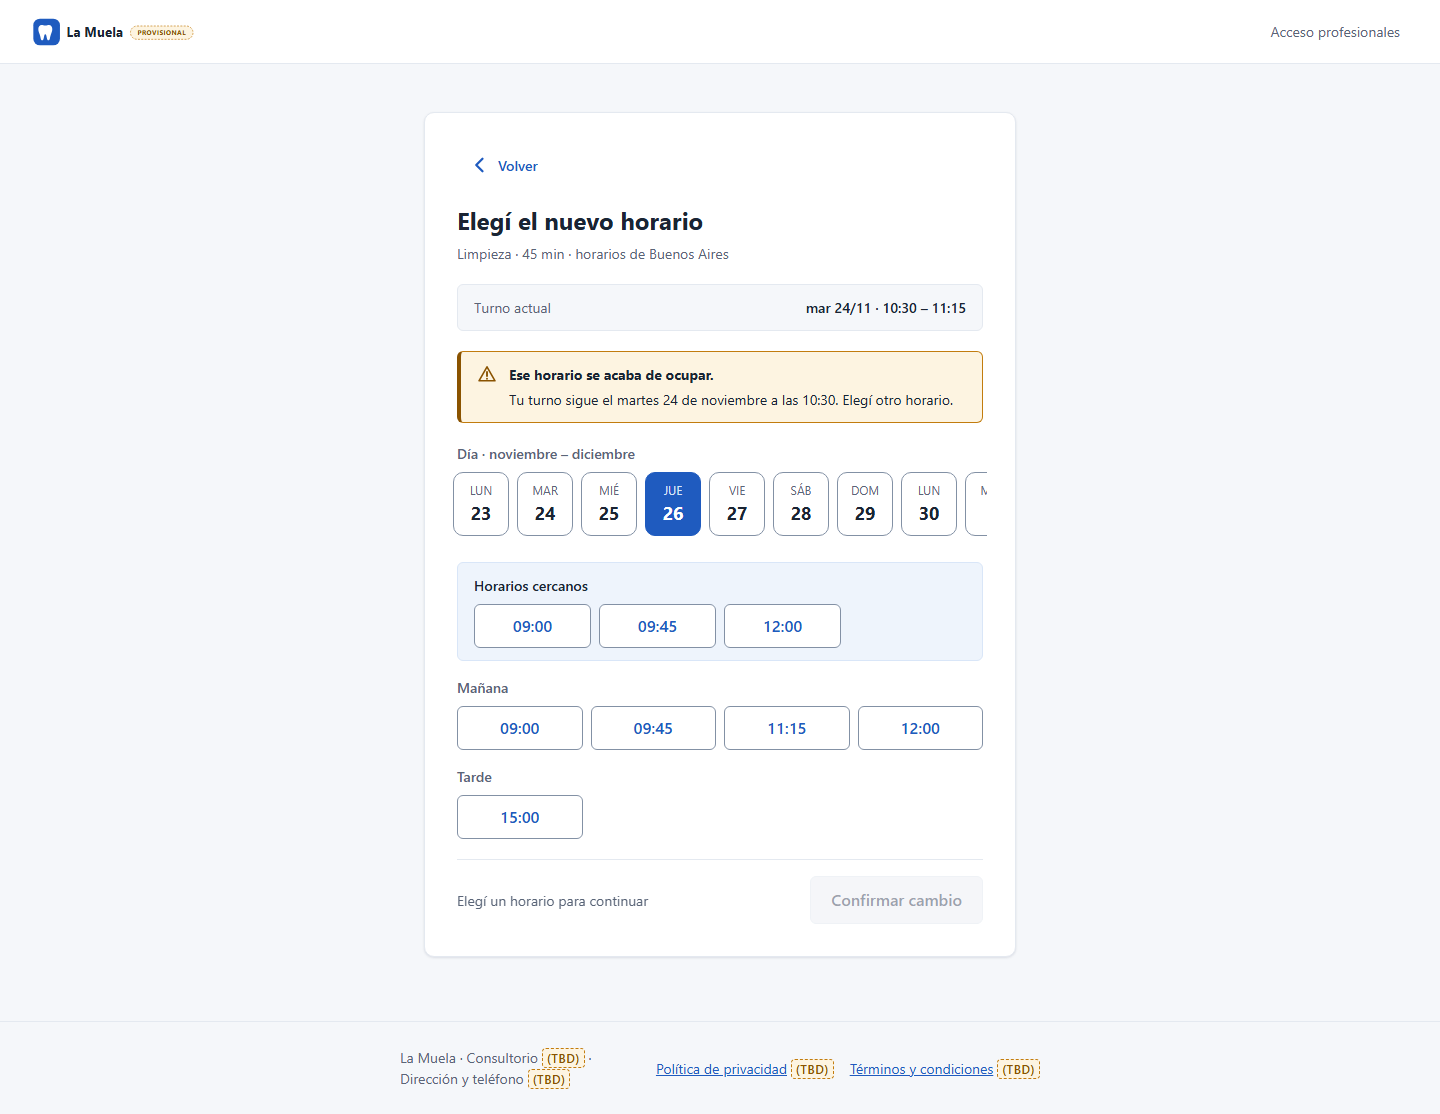 La Muela PROVISIONAL
Acceso profesionales
Volver
Elegí el nuevo horario
Limpieza · 45 min · horarios de Buenos Aires
Turno actual mar 24/11 · 10:30 – 11:15
Ese horario se acaba de ocupar.
Tu turno sigue el martes 24 de noviembre a las 10:30. Elegí otro horario.
Día · noviembre – diciembre
LUN MAR MIÉ JUE VIE SÁB DOM LUN
23 24 25 26 27 28 29 30
Horarios cercanos
09:00 09:45 12:00
Mañana
09:00 09:45 11:15 12:00
Tarde
15:00
Elegí un horario para continuar Confirmar cambio
La Muela · Consultorio (TBD) ·
Dirección y teléfono (TBD)
Política de privacidad (TBD) Términos y condiciones (TBD)